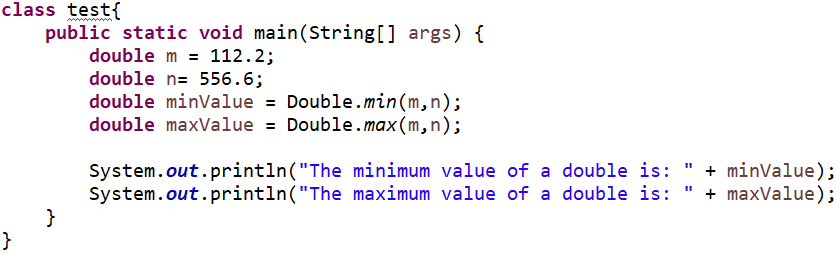 class test{
    public static void main(String[] args) {
        double m = 112.2;
        double n= 556.6;
        double minValue = Double.min(m,n);
        double maxValue = Double.max(m,n);

        System.out.println("The minimum value of a double is: " + minValue);
        System.out.println("The maximum value of a double is: " + maxValue);
    }
}